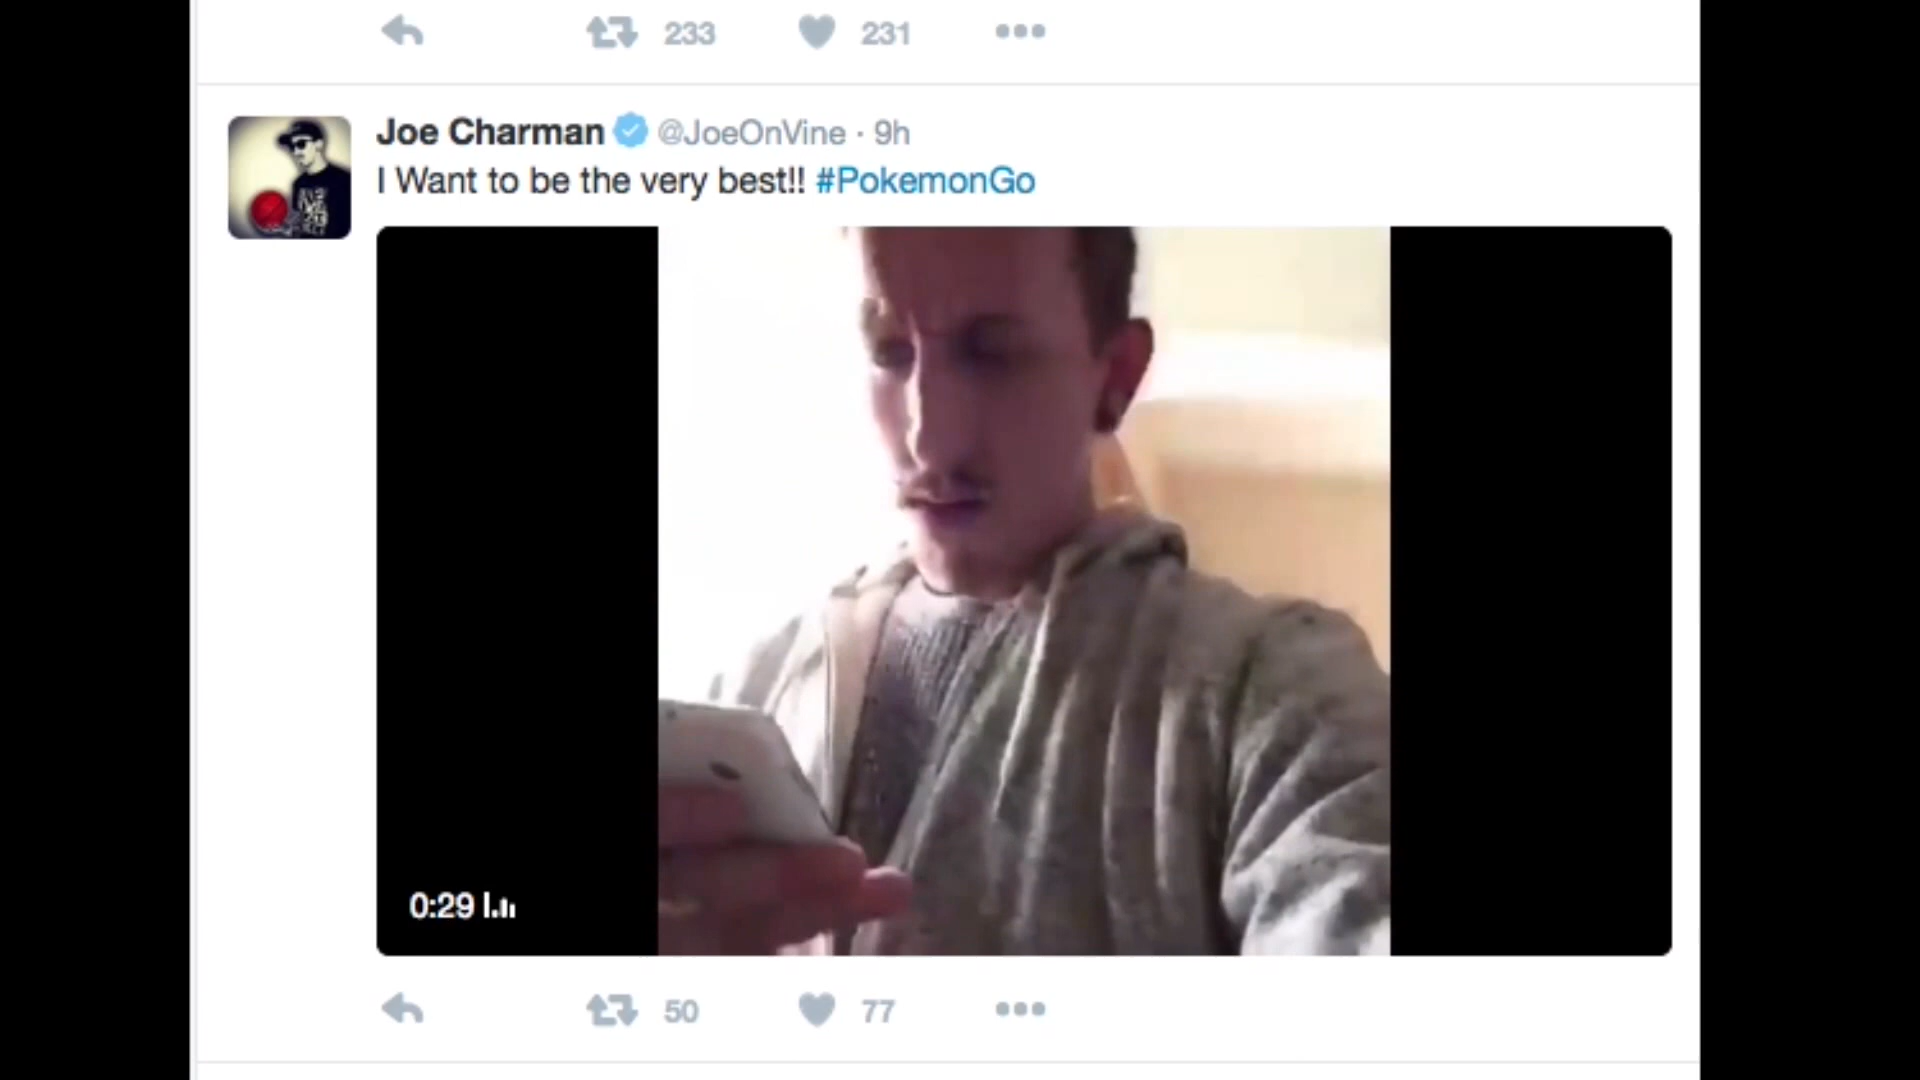 233 231
Joe Charman @JoeOnVine · 9h
I Want to be the very best!! #PokemonGo
0:29
50 77